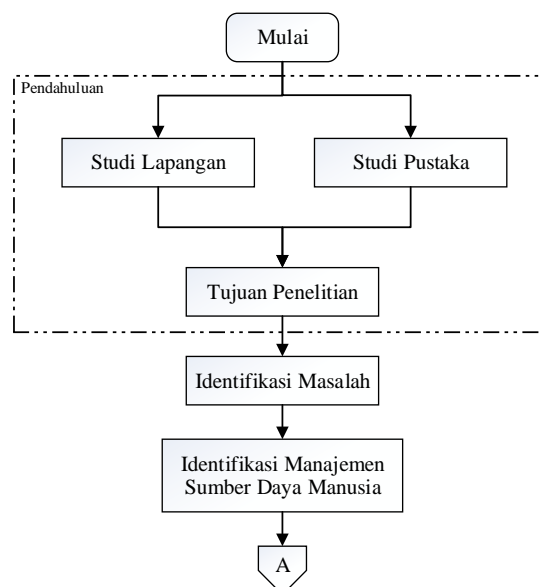 Mulai
Pendahuluan
Studi Lapangan
Studi Pustaka
Tujuan Penelitian
Identifikasi Masalah
Identifikasi Manajemen
Sumber Daya Manusia
A